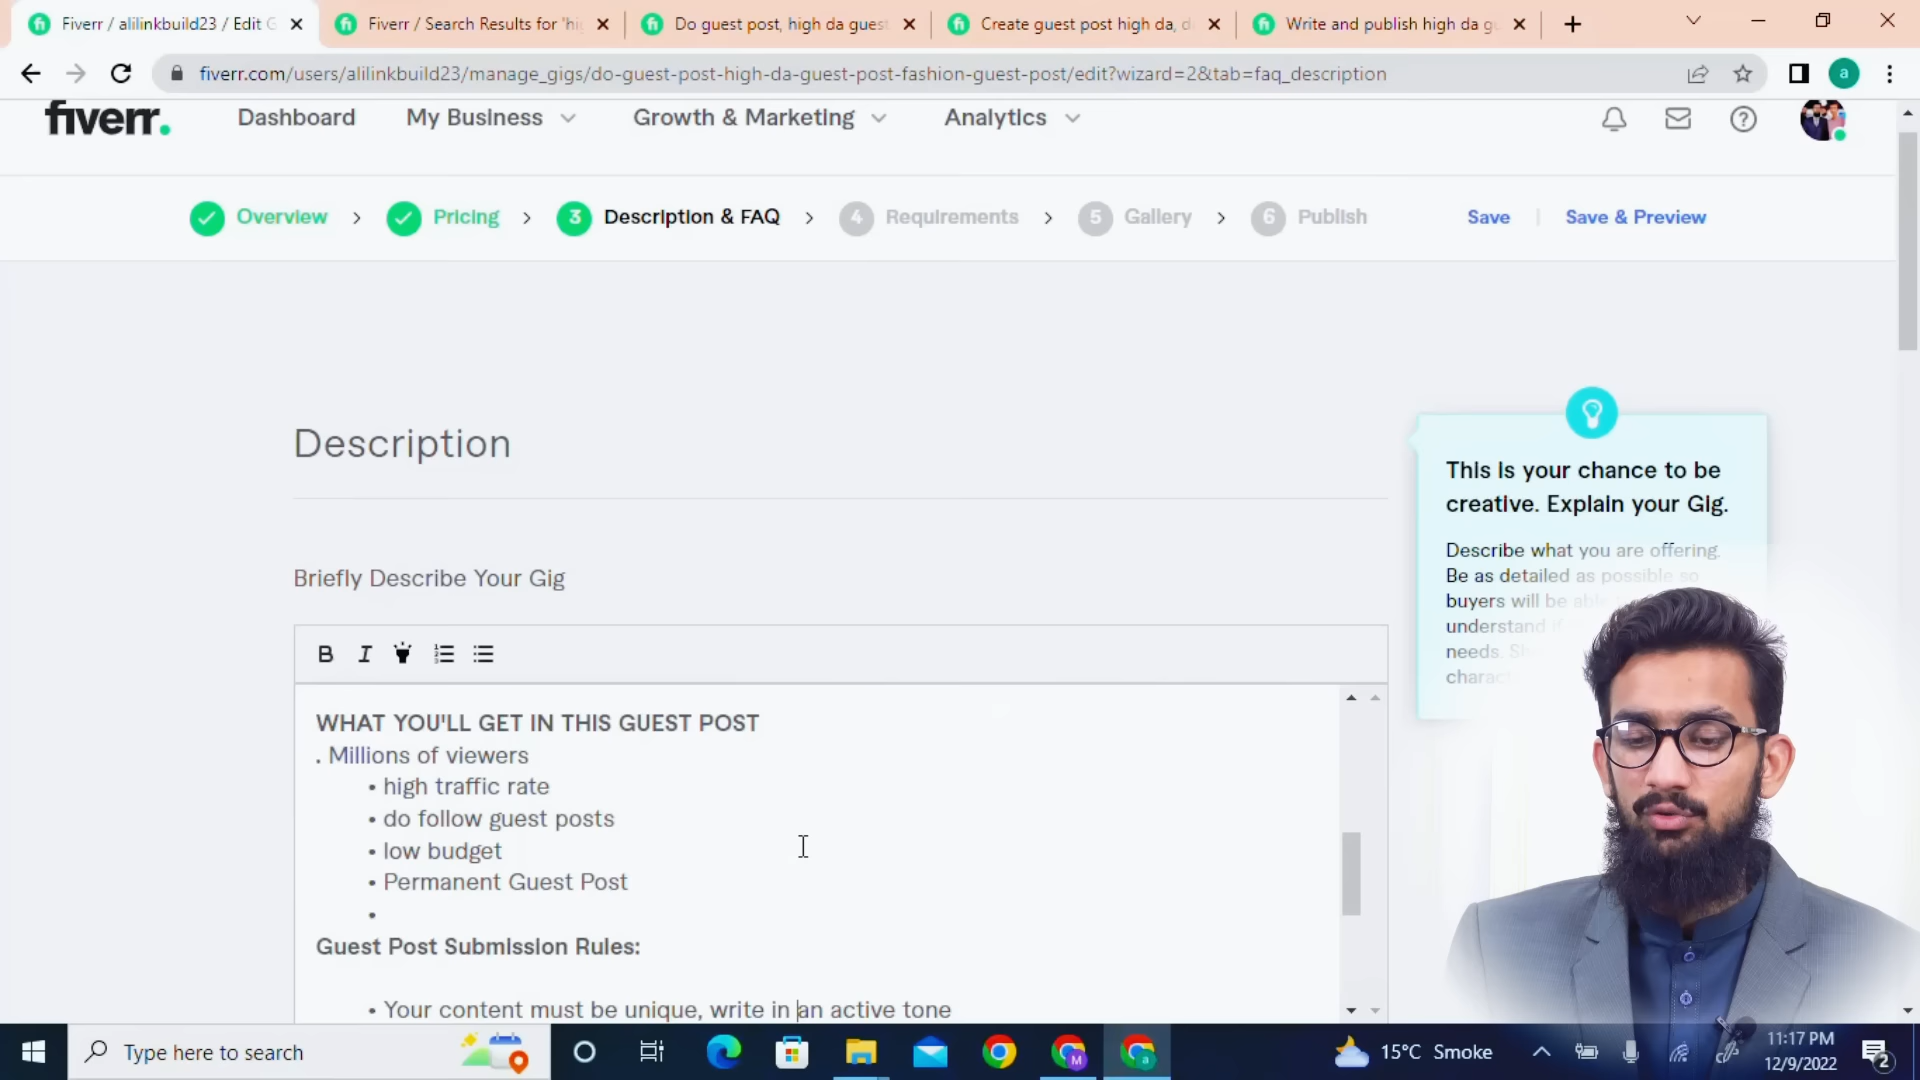 Fiverr / alilinkbuild23 / Edit G
Fiverr / Search Results for 'hi
Do guest post, high da guest
Create guest post high da, d
Write and publish high da g
fiverr.com/users/alilinkbuild23/manage_gigs/do-guest-post-high-da-guest-post-fashion-guest-post/edit?wizard=2&tab=faq_description
a
fiverr.
Dashboard
My Business
Growth & Marketing
Analytics
Overview
Pricing
3 Description & FAQ
4 Requirements
5 Gallery
6 Publish
Save
Save & Preview
Description
Briefly Describe Your Gig
B I
WHAT YOU'LL GET IN THIS GUEST POST
. Millions of viewers
• high traffic rate
• do follow guest posts
• low budget
• Permanent Guest Post
•
Guest Post Submission Rules:
• Your content must be unique, write in an active tone
This is your chance to be
creative. Explain your Gig.
Describe what you are offering.
Be as detailed as possible so
buyers will be
understand
needs.
Type here to search
15°C Smoke
11:17 PM
12/9/2022
2